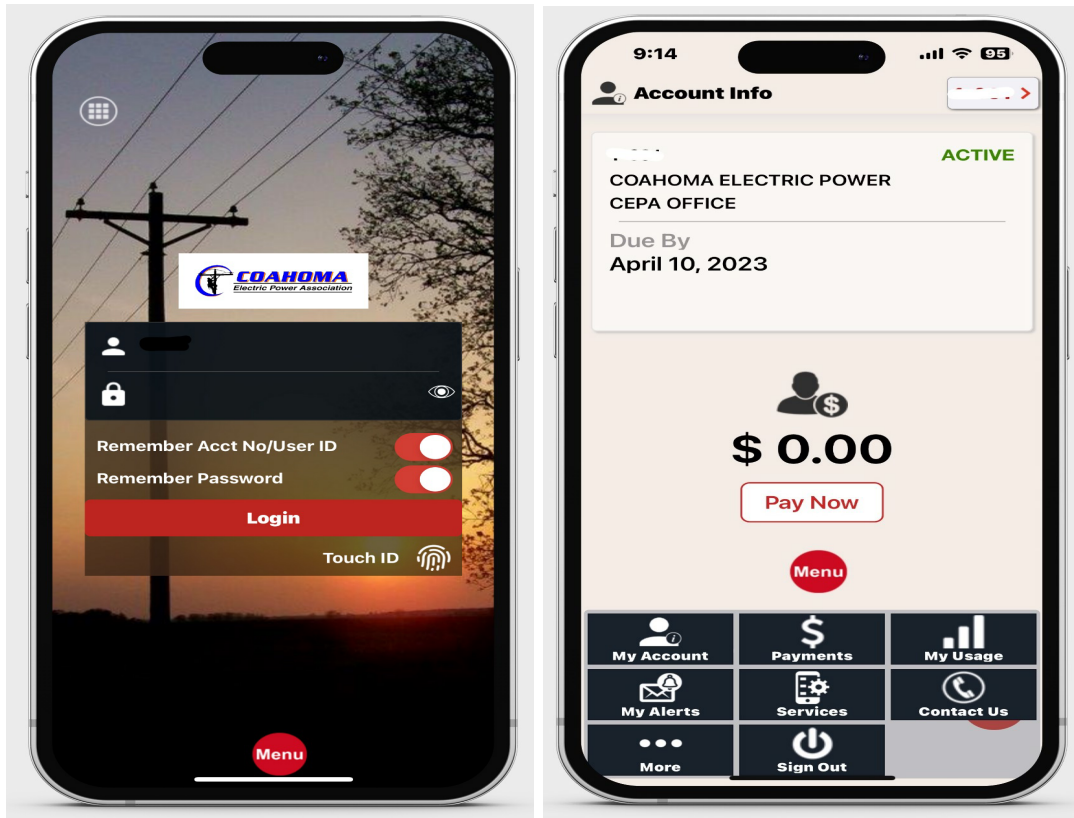 COAHOMA
Electric Power Association
Remember Acct No/User ID
Remember Password
Login
Touch ID
Menu
9:14
95
Account Info
ACTIVE
COAHOMA ELECTRIC POWER
CEPA OFFICE
Due By
April 10, 2023
$ 0.00
Pay Now
Menu
My Account
Payments
My Usage
My Alerts
Services
Contact Us
More
Sign Out